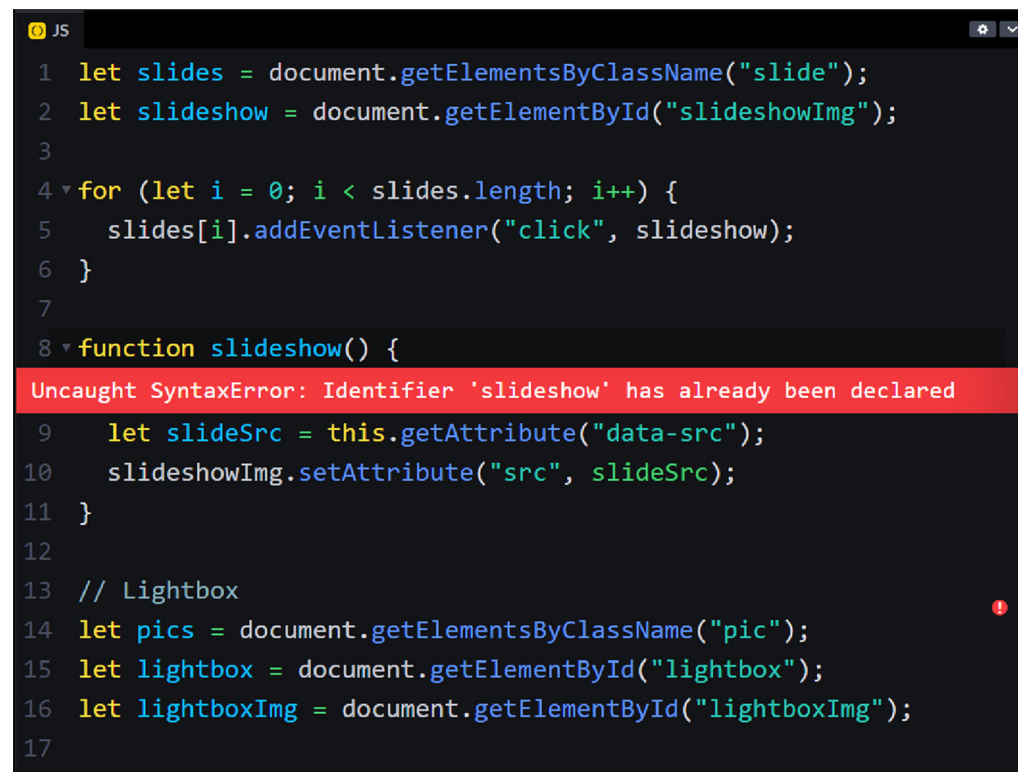 JS
1 let slides = document.getElementsByClassName("slide");
2 let slideshow = document.getElementById("slideshowImg");
3
4 for (let i = 0; i < slides.length; i++) {
5   slides[i].addEventListener("click", slideshow);
6 }
7
8 function slideshow() {
Uncaught SyntaxError: Identifier 'slideshow' has already been declared
9   let slideSrc = this.getAttribute("data-src");
10   slideshowImg.setAttribute("src", slideSrc);
11 }
12
13 // Lightbox
14 let pics = document.getElementsByClassName("pic");
15 let lightbox = document.getElementById("lightbox");
16 let lightboxImg = document.getElementById("lightboxImg");
17